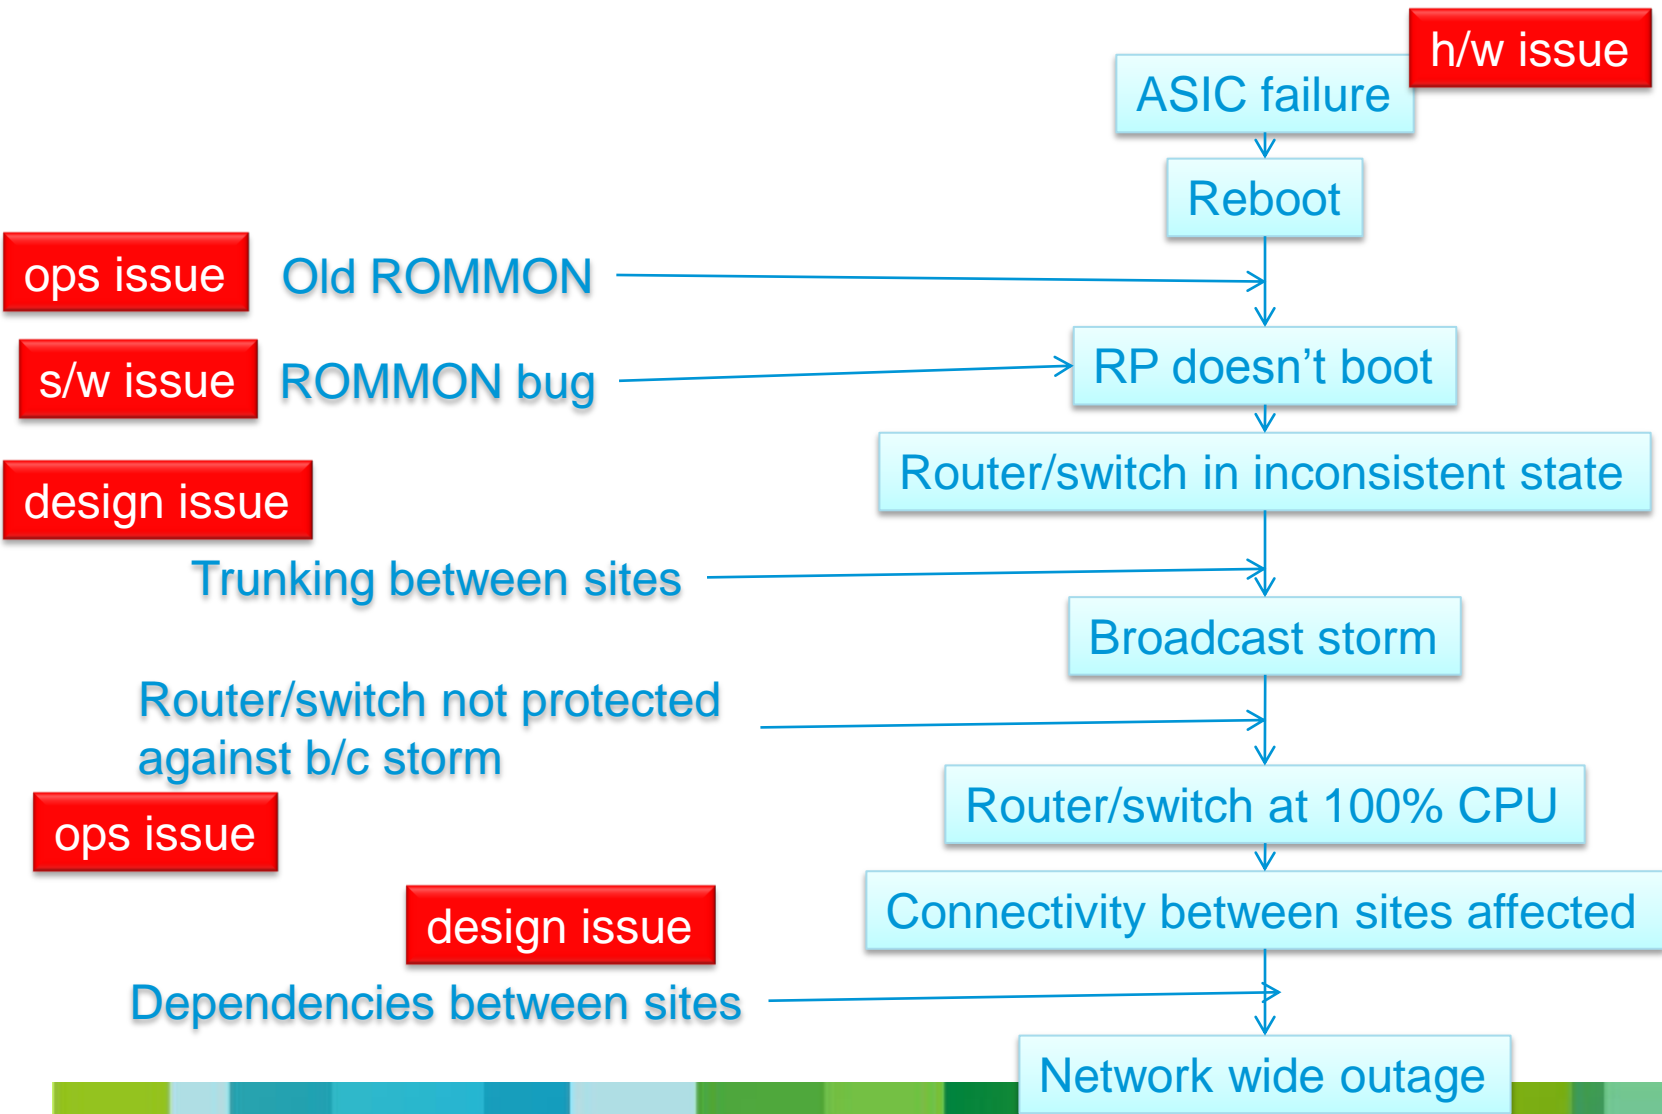 h/w issue
ASIC failure
Reboot
ops issue
Old ROMMON
s/w issue
ROMMON bug
RP doesn’t boot
design issue
Router/switch in inconsistent state
Trunking between sites
Broadcast storm
Router/switch not protected
against b/c storm
ops issue
Router/switch at 100% CPU
design issue
Connectivity between sites affected
Dependencies between sites
Network wide outage